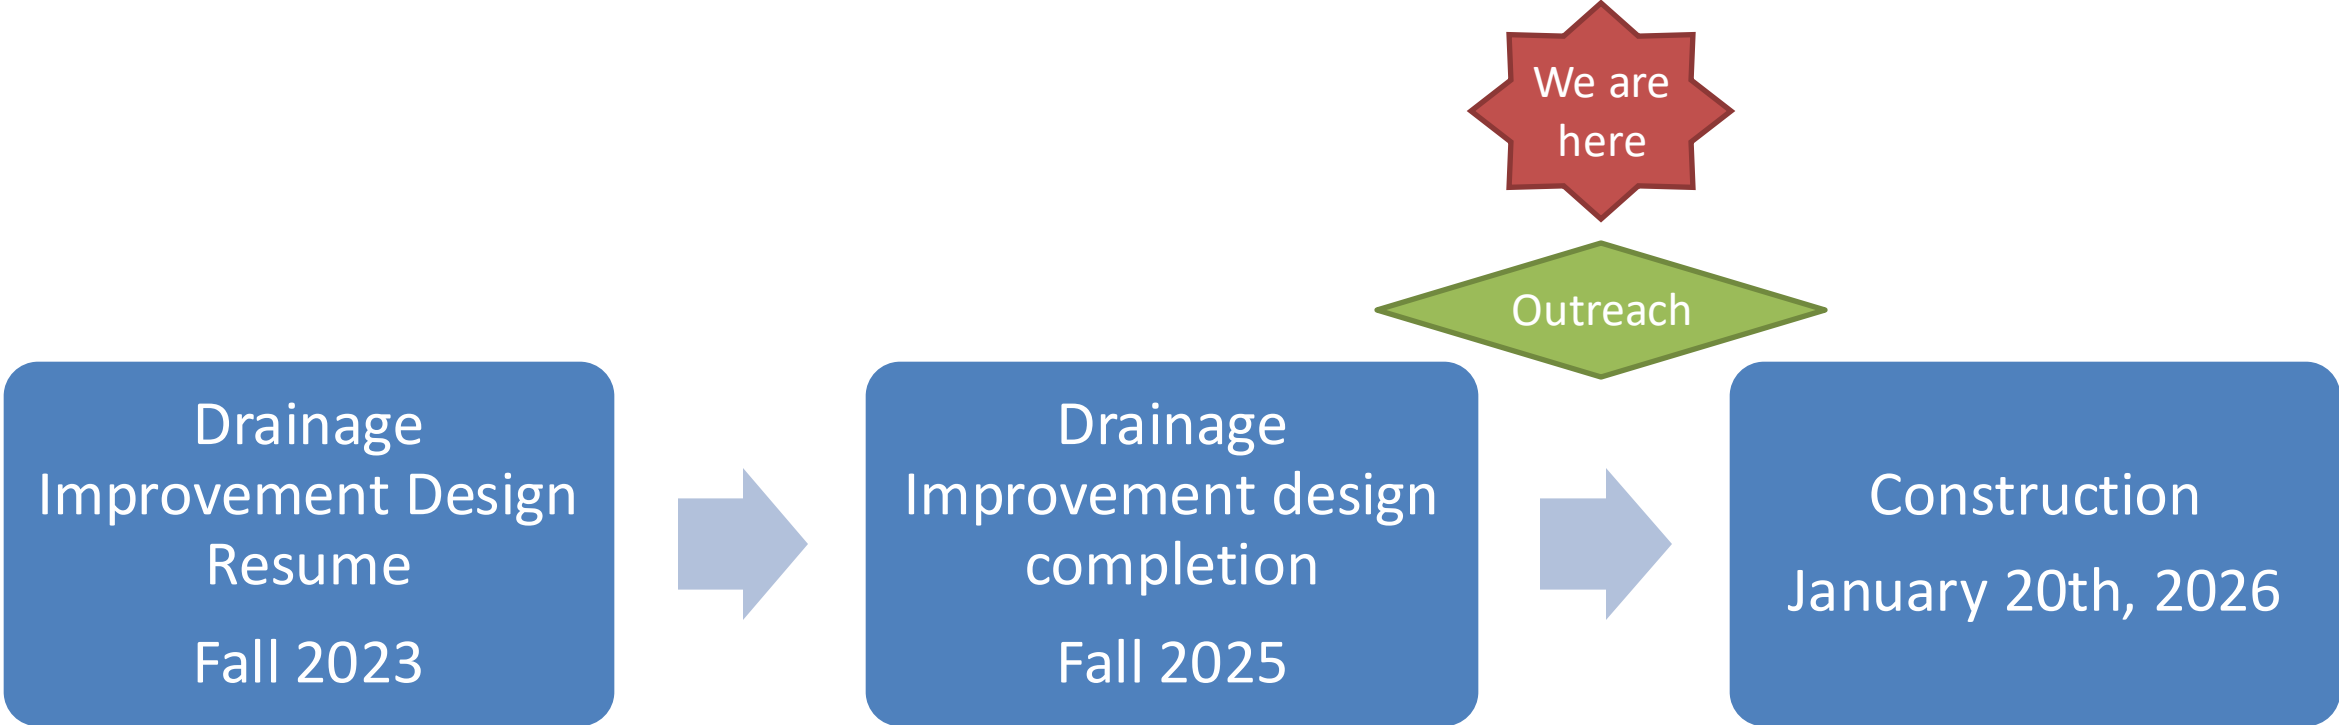 We are
here
Outreach
Drainage
Improvement Design
Resume
Fall 2023
Drainage
Improvement design
completion
Fall 2025
Construction
January 20th, 2026